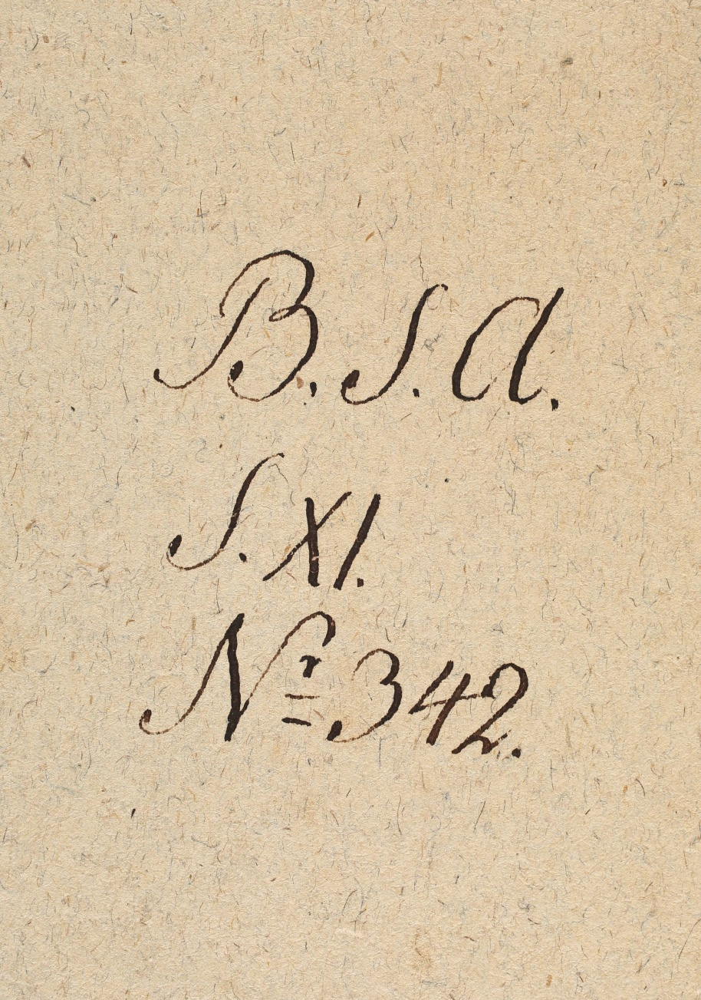 B. S. A.
S. XI.
Nr 342.